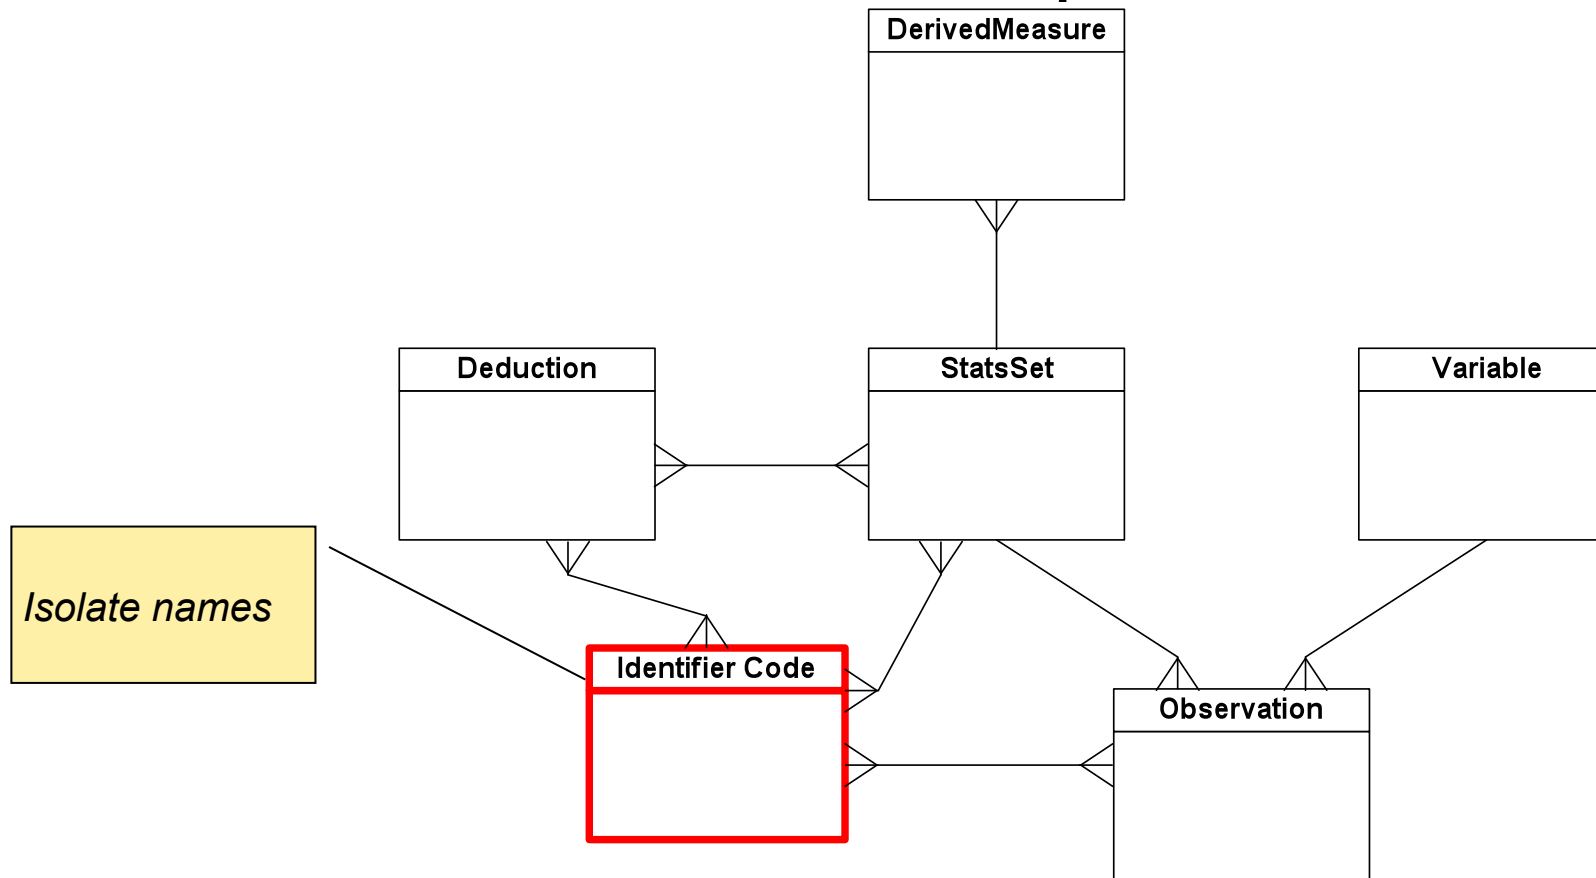 DerivedMeasure
Deduction
StatsSet
Variable
Isolate names
Identifier Code
Observation